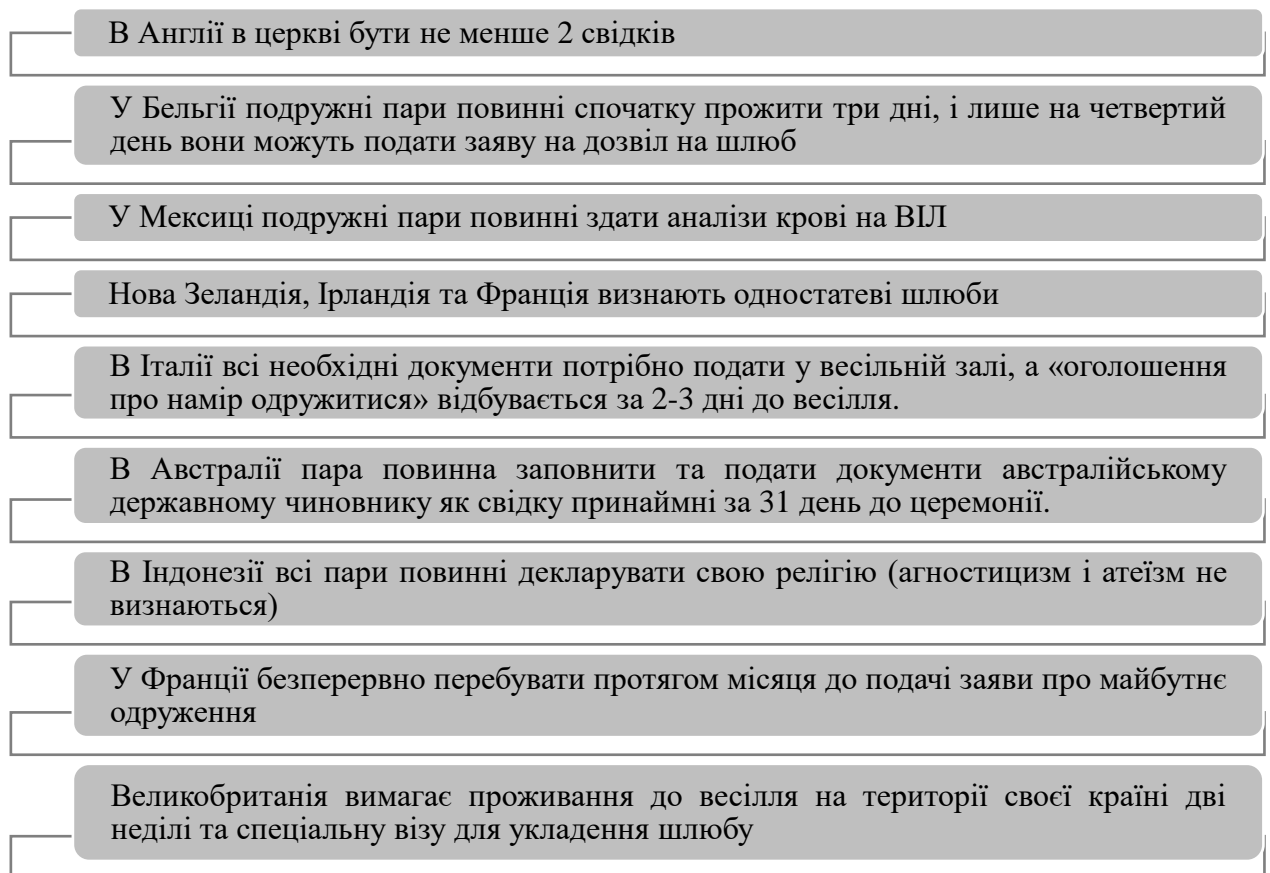 В Англії в церкві бути не менше 2 свідків
У Бельгії подружні пари повинні спочатку прожити три дні, і лише на четвертий
день вони можуть подати заяву на дозвіл на шлюб
У Мексиці подружні пари повинні здати аналізи крові на ВІЛ
Нова Зеландія, Ірландія та Франція визнають одностатеві шлюби
В Італії всі необхідні документи потрібно подати у весільній залі, а «оголошення
про намір одружитися» відбувається за 2-3 дні до весілля.
В Австралії пара повинна заповнити та подати документи австралійському
державному чиновнику як свідку принаймні за 31 день до церемонії.
В Індонезії всі пари повинні декларувати свою релігію (агностицизм і атеїзм не
визнаються)
У Франції безперервно перебувати протягом місяця до подачі заяви про майбутнє
одруження
Великобританія вимагає проживання до весілля на території своєї країні дві
неділі та спеціальну візу для укладення шлюбу